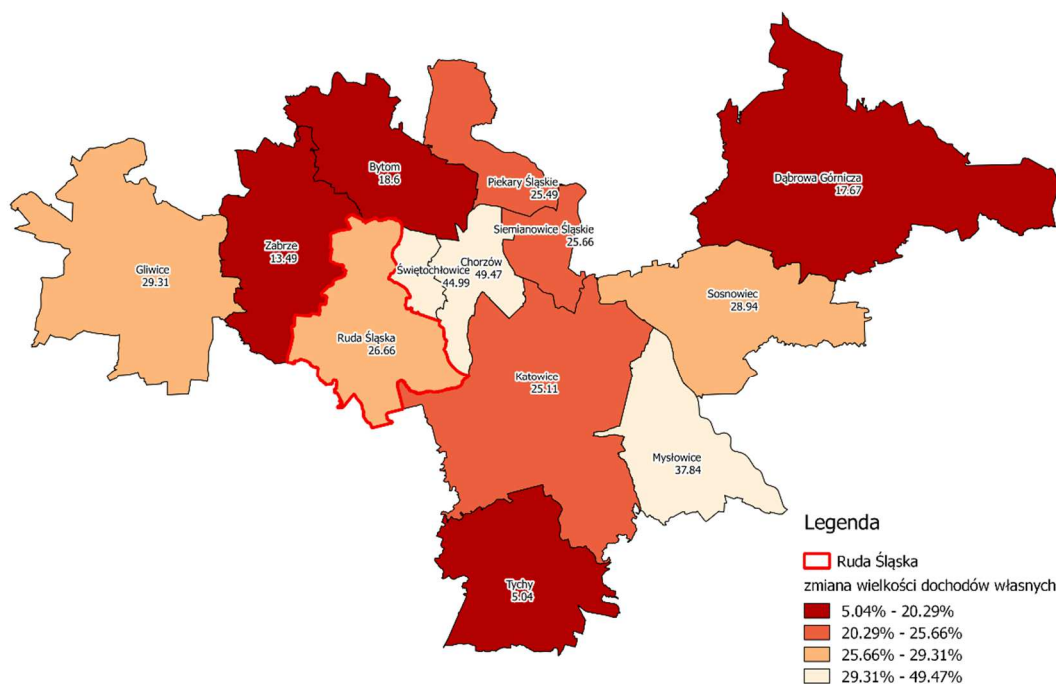 Bytom
18.6
Piekary Śląskie
25.49
Dąbrowa Górnicza
17.67
Siemianowice Śląskie
25.66
Zabrze
13.49
Gliwice
29.31
Świętochłowice
44.99
Chorzów
49.47
Sosnowiec
28.94
Ruda Śląska
26.66
Katowice
25.11
Mysłowice
37.84
Tychy
5.04
Legenda
Ruda Śląska
zmiana wielkości dochodów własnych
5.04% - 20.29%
20.29% - 25.66%
25.66% - 29.31%
29.31% - 49.47%